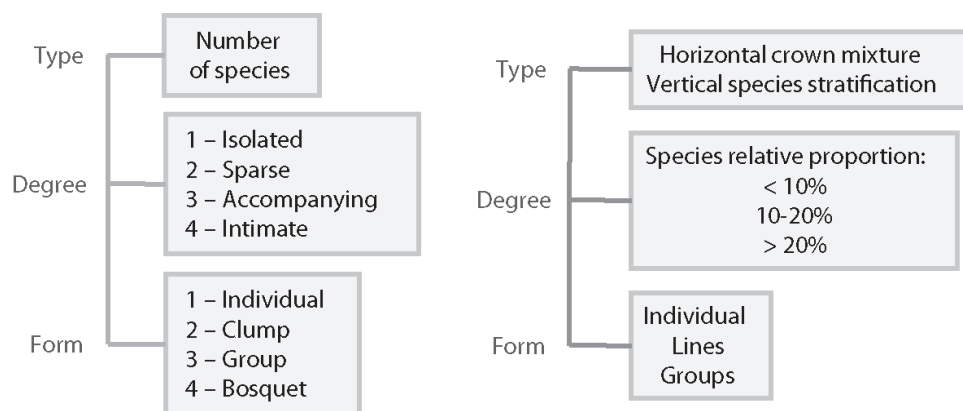 Type
Number
of species
Degree
1 – Isolated
2 – Sparse
3 – Accompanying
4 – Intimate
Form
1 – Individual
2 – Clump
3 – Group
4 – Bosquet
Type
Horizontal crown mixture
Vertical species stratification
Degree
Species relative proportion:
< 10%
10-20%
> 20%
Form
Individual
Lines
Groups